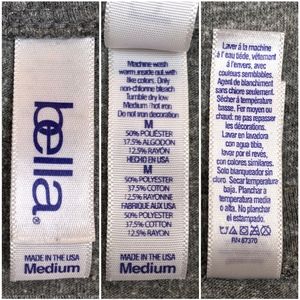 bella®
MADE IN THE USA
Medium
Machine wash
warm, inside out, with
like colors. Only
non-chlorine bleach
Tumble dry low
Medium hot iron
Do not iron decoration
M
50% POLIÉSTER
37.5% ALGODON
12.5% RAYON
HECHO EN USA
M
50% POLYESTER
37.5% COTON
12.5% RAYONNE
FABRIQUE AUX USA
50% POLYESTER
37.5% COTTON
12.5% RAYON
MADE IN THE USA
Medium
Laver à la machine
à l'eau tiède, vêtement
à l'envers, avec
couleurs semblables.
Agent de blanchiment
sans chlore seulement.
Sécher à température
basse. Fer moyen ou
chaud: ne pas repasser
les décorations.
Lavar en lavadora
con agua tibia,
lavar por el revés,
con colores similares.
Solo blanqueador sin
cloro. Secar temperatura
baja. Planchar a
temperatura media
o alta. No planchar
el estampado.
RN 87370